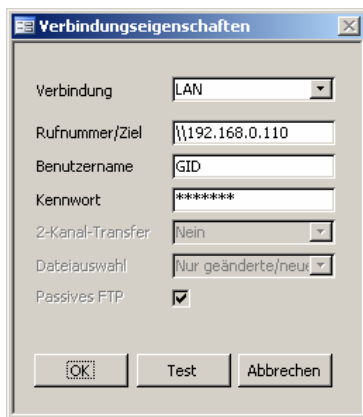 Verbindungseigenschaften
Verbindung LAN
Rufnummer/Ziel \\192.168.0.110
Benutzername GID
Kennwort *******
2-Kanal-Transfer Nein
Dateiauswahl Nur geänderte/neue
Passives FTP
OK Test Abbrechen